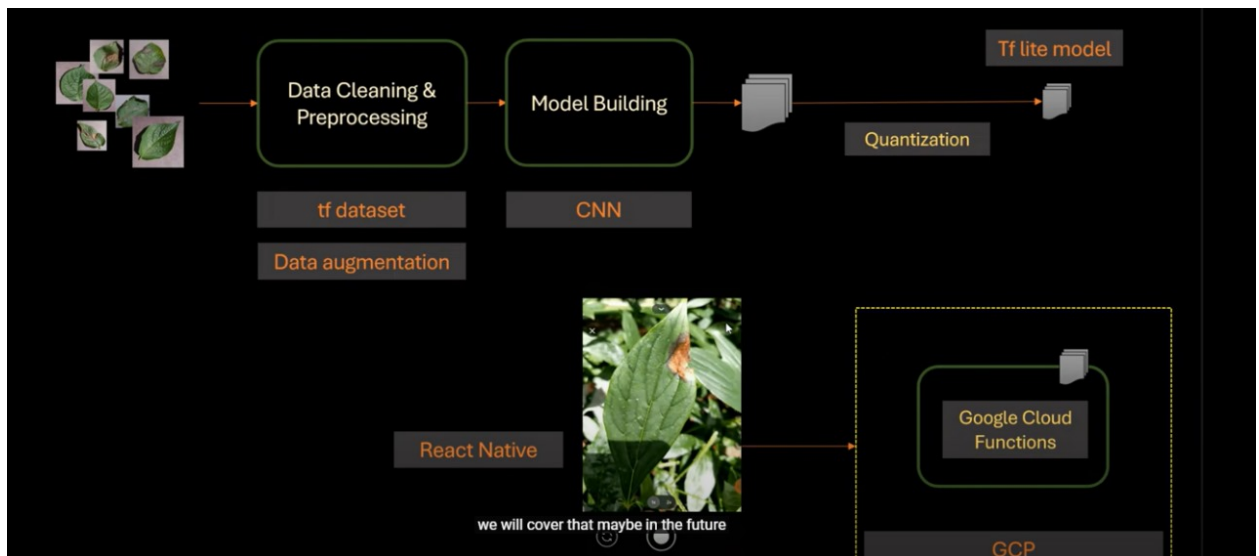 Tf lite model
Data Cleaning &
Preprocessing
Model Building
Quantization
tf dataset
CNN
Data augmentation
React Native
Google Cloud
Functions
we will cover that maybe in the future
GCP